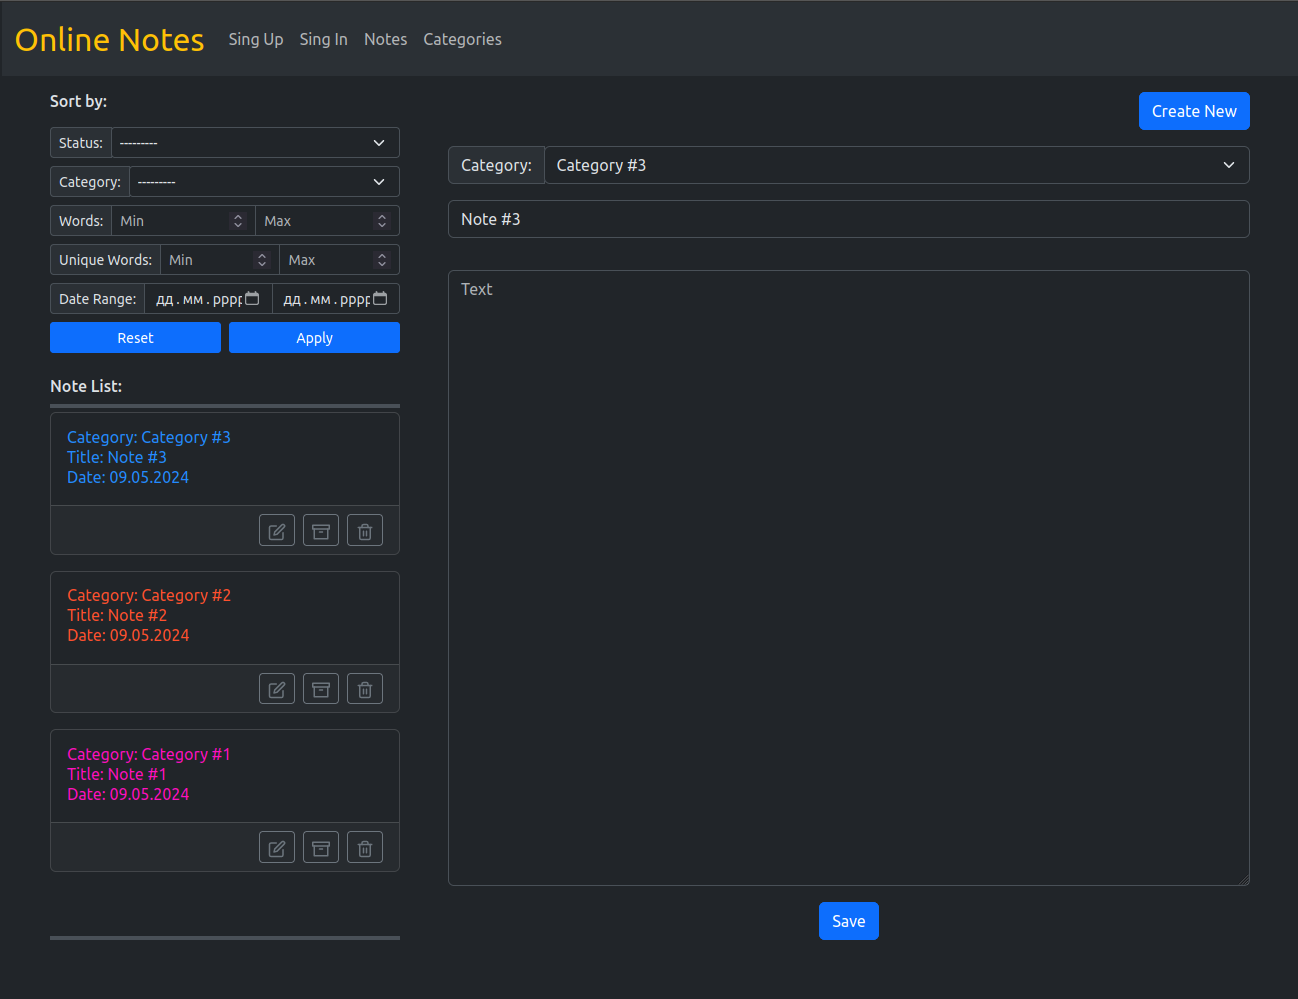 Online Notes Sing Up Sing In Notes Categories
Sort by:
Status: ---------
Category: ---------
Words: Min Max
Unique Words: Min Max
Date Range: дд.мм.рррр дд.мм.рррр
Reset Apply
Note List:
Category: Category #3
Title: Note #3
Date: 09.05.2024
Category: Category #2
Title: Note #2
Date: 09.05.2024
Category: Category #1
Title: Note #1
Date: 09.05.2024
Create New
Category: Category #3
Note #3
Text
Save